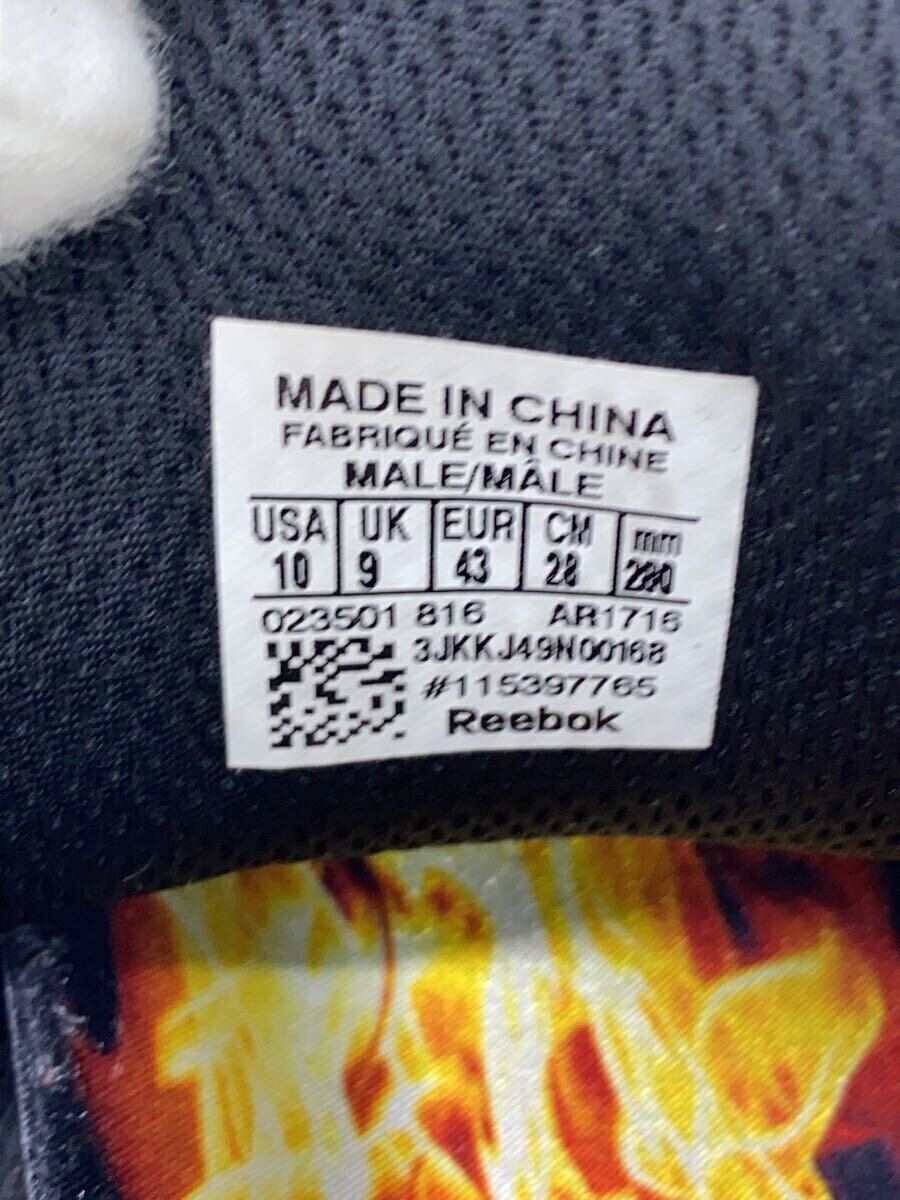 MADE IN CHINA
FABRIQUÉ EN CHINE
MALE/MÂLE
USA UK EUR CM mm
10 9 43 28 280
023501 816 AR1716
3JKKJ49N00168
#115397765
Reebok